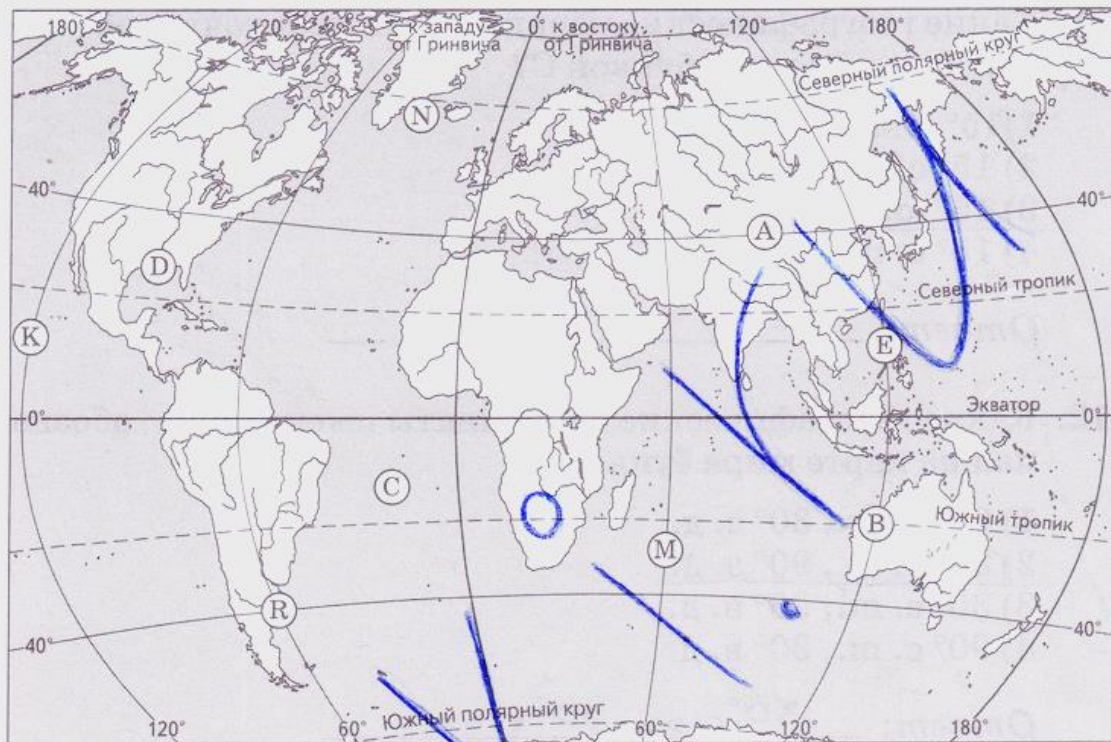 180° 120° к западу от Гринвича 0° к востоку от Гринвича 120° 180°
Северный полярный круг
N
40° 40°
A
D
Северный тропик
K
E
0° Экватор 0°
C
B
Южный тропик
M
R
40° 40°
Южный полярный круг
120° 60° 0° 60° 120° 180°